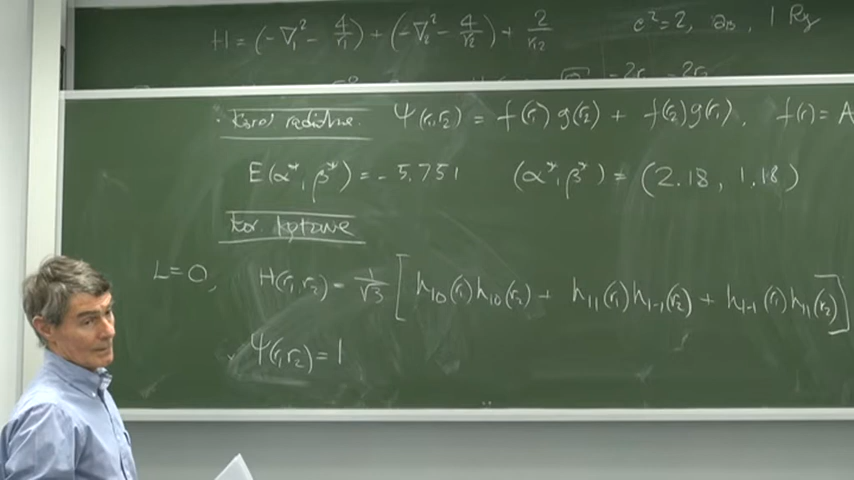 H = (-∇₁² - 4/r₁) + (-∇₂² - 4/r₂) + 2/r₁₂ e² = 2, a_B, 1 Ry
Ψ(r₁,r₂) = f(r₁) g(r₂) + f(r₂) g(r₁), f(r) = A
E(α*, β*) = -5.751 (α*, β*) = (2.18, 1.18)
Kor.
L = 0, H(r₁,r₂) = 1/√3 [h₁₀(r₁) h₁₀(r₂) + h₁₁(r₁) h₁₋₁(r₂) + h₁₋₁(r₁) h₁₁(r₂)]
Ψ(r₁,r₂) = 1